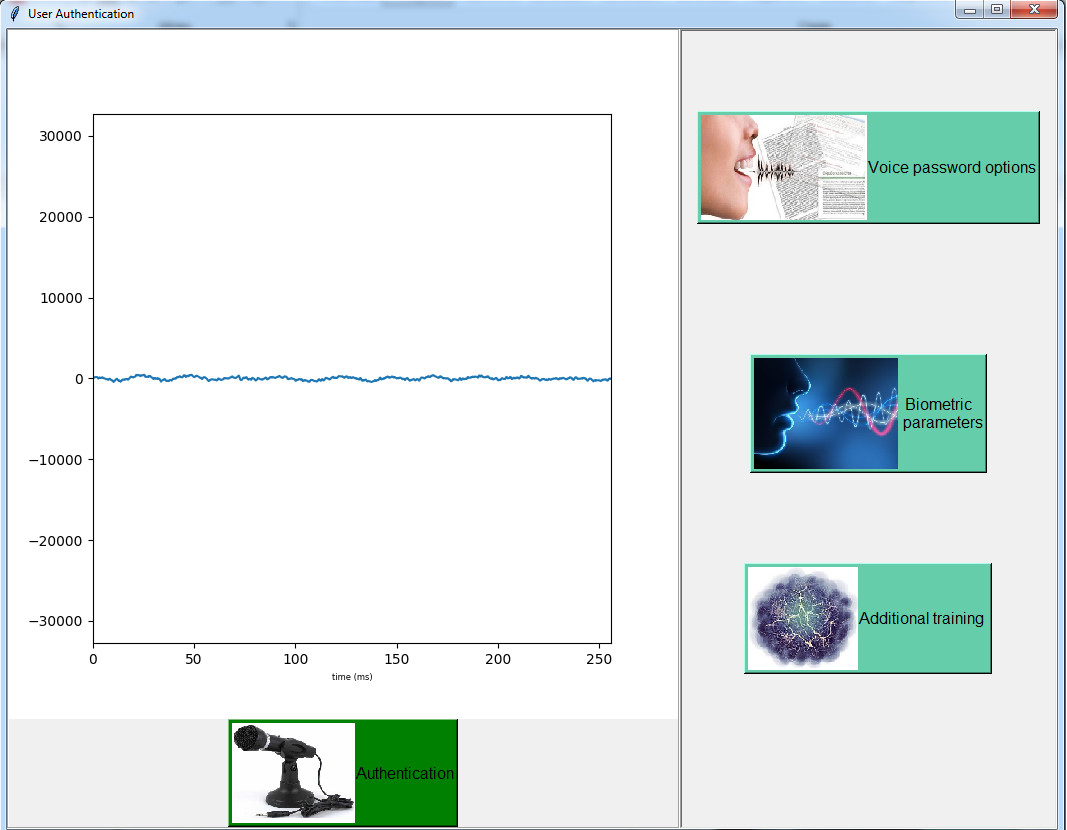 User Authentication
30000
20000
10000
0
−10000
−20000
−30000
0 50 100 150 200 250
time (ms)
Voice password options
Biometric
parameters
Additional training
Authentication